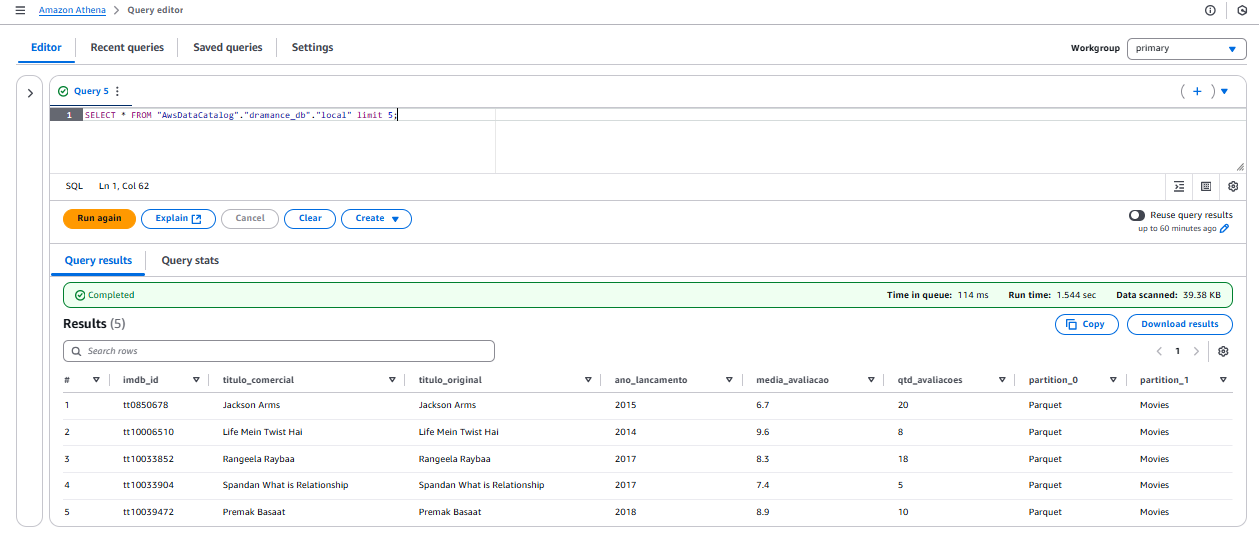 Amazon Athena > Query editor
Editor Recent queries Saved queries Settings Workgroup primary
Query 5
1 SELECT * FROM "AwsDataCatalog"."dramance_db"."local" limit 5;
SQL Ln 1, Col 62
Run again Explain Cancel Clear Create Reuse query results
up to 60 minutes ago
Query results Query stats
Completed Time in queue: 114 ms Run time: 1.544 sec Data scanned: 39.38 KB
Results (5) Copy Download results
Search rows 1
# imdb_id titulo_comercial titulo_original ano_lancamento media_avaliacao qtd_avaliacoes partition_0 partition_1
1 tt0850678 Jackson Arms Jackson Arms 2015 6.7 20 Parquet Movies
2 tt10006510 Life Mein Twist Hai Life Mein Twist Hai 2014 9.6 8 Parquet Movies
3 tt10033852 Rangeela Raybaa Rangeela Raybaa 2017 8.3 18 Parquet Movies
4 tt10033904 Spandan What is Relationship Spandan What is Relationship 2017 7.4 5 Parquet Movies
5 tt10039472 Premak Basaat Premak Basaat 2018 8.9 10 Parquet Movies